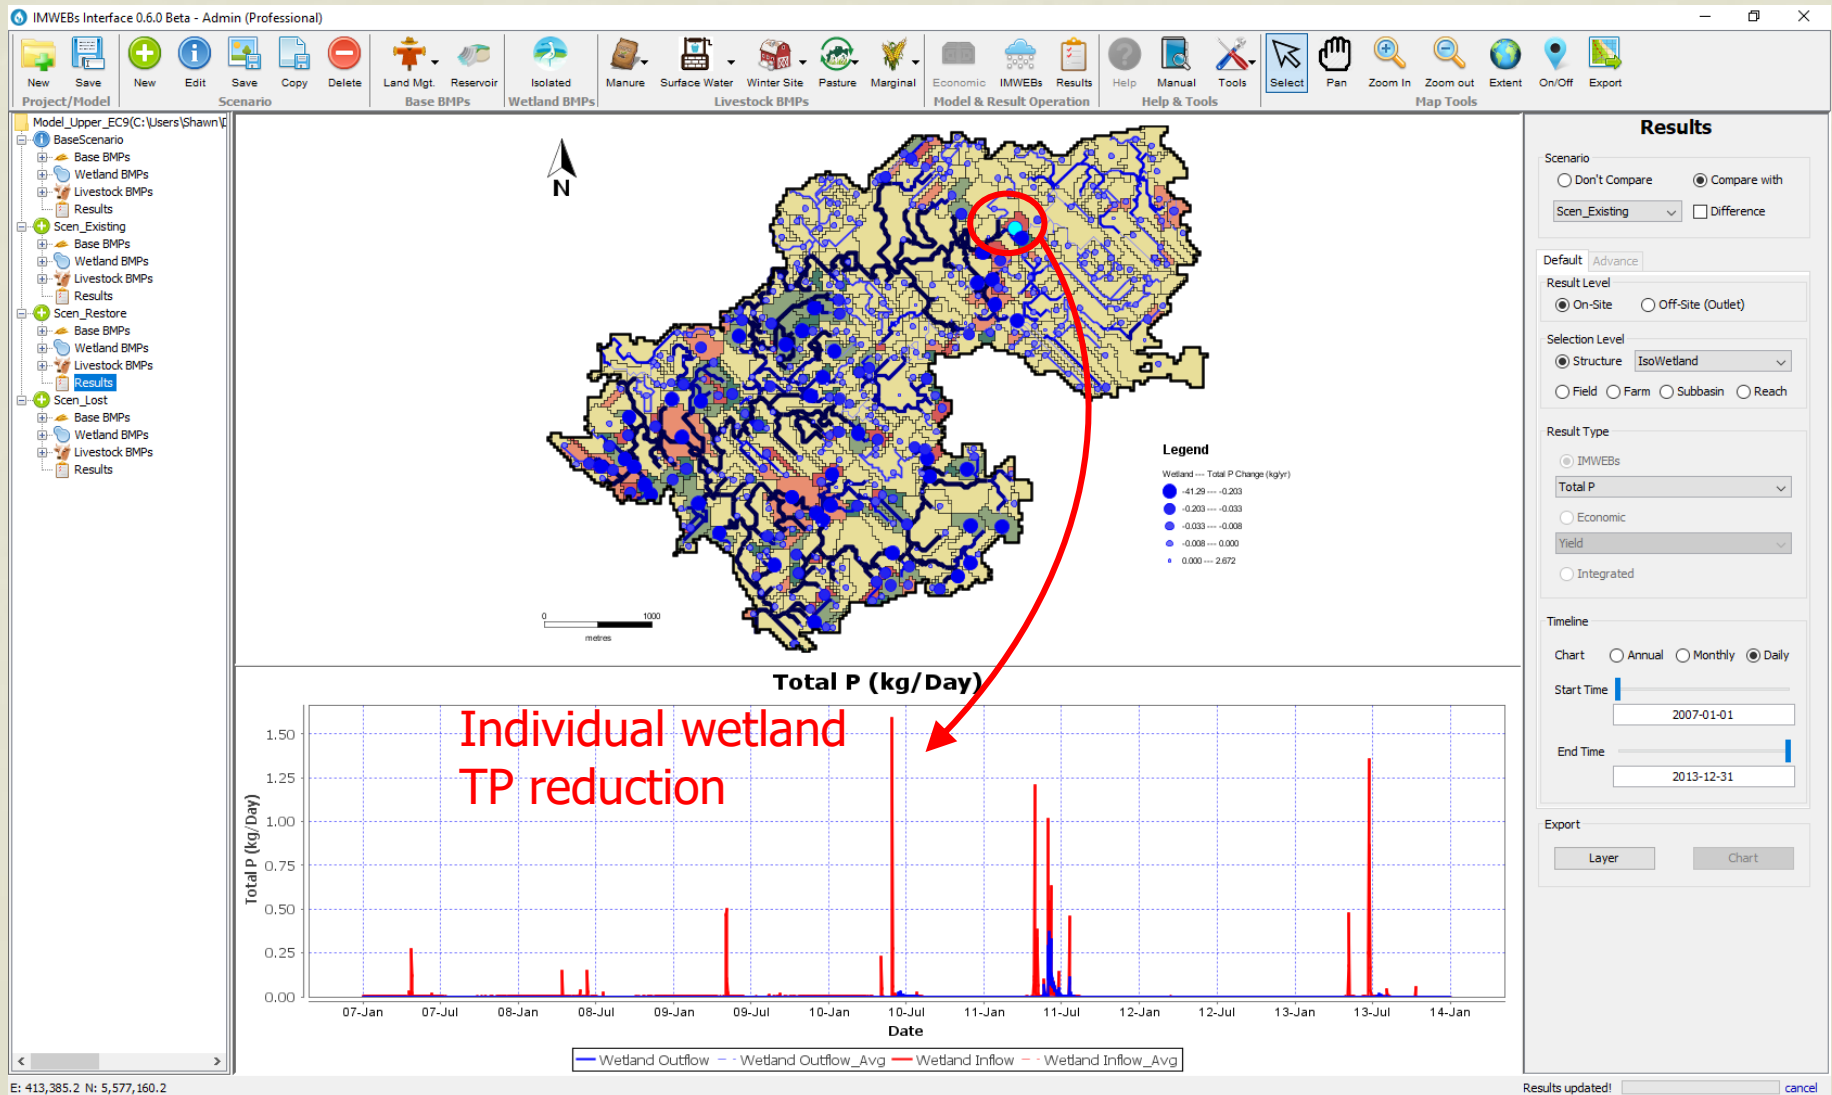 IMWEBs Interface 0.6.0 Beta - Admin (Professional)
New Save New Edit Save Copy Delete Land Mgt. Reservoir Isolated Manure Surface Water Winter Site Pasture Marginal Economic IMWEBs Results Help Manual Tools Select Pan Zoom In Zoom out Extent On/Off Export
Project/Model Scenario Base BMPs Wetland BMPs Livestock BMPs Model & Result Operation Help & Tools Map Tools
Model_Upper_EC9(C:\Users\Shawn\D
BaseScenario
Base BMPs
Wetland BMPs
Livestock BMPs
Results
Scen_Existing
Base BMPs
Wetland BMPs
Livestock BMPs
Results
Scen_Restore
Base BMPs
Wetland BMPs
Livestock BMPs
Results
Scen_Lost
Base BMPs
Wetland BMPs
Livestock BMPs
Results
N
Legend
Wetland --- Total P Change (kg/yr)
-41.29 --- -0.203
-0.203 --- -0.033
-0.033 --- -0.008
-0.008 --- 0.000
0.000 --- 2.672
0 1000
metres
Total P (kg/Day)
Individual wetland
TP reduction
Total P (kg/Day)
1.50
1.25
1.00
0.75
0.50
0.25
0.00
07-Jan 07-Jul 08-Jan 08-Jul 09-Jan 09-Jul 10-Jan 10-Jul 11-Jan 11-Jul 12-Jan 12-Jul 13-Jan 13-Jul 14-Jan
Date
Wetland Outflow Wetland Outflow_Avg Wetland Inflow Wetland Inflow_Avg
Results
Scenario
Don't Compare Compare with
Scen_Existing Difference
Default Advance
Result Level
On-Site Off-Site (Outlet)
Selection Level
Structure IsoWetland
Field Farm Subbasin Reach
Result Type
IMWEBs
Total P
Economic
Yield
Integrated
Timeline
Chart Annual Monthly Daily
Start Time
2007-01-01
End Time
2013-12-31
Export
Layer Chart
E: 413,385.2 N: 5,577,160.2
Results updated! cancel